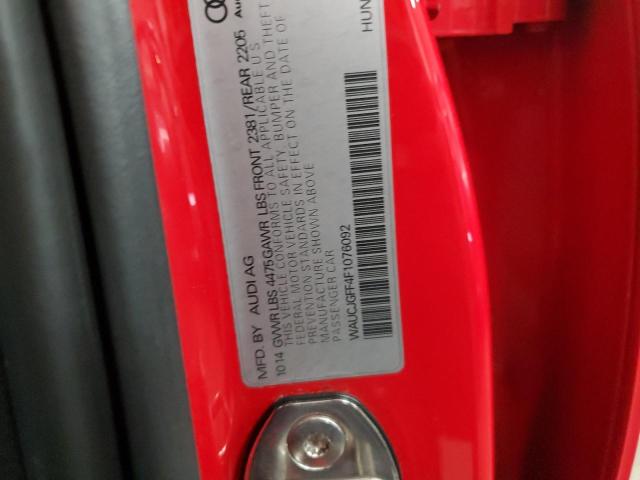 MFD. BY AUDI AG
10 14 GVWR LBS 4475 GAWR LBS FRONT 2381/REAR 2205
THIS VEHICLE CONFORMS TO ALL APPLICABLE U S
FEDERAL MOTOR VEHICLE SAFETY, BUMPER AND THEFT
PREVENTION STANDARDS IN EFFECT ON THE DATE OF
MANUFACTURE SHOWN ABOVE
PASSENGER CAR
WAUCJGFF4F1076092